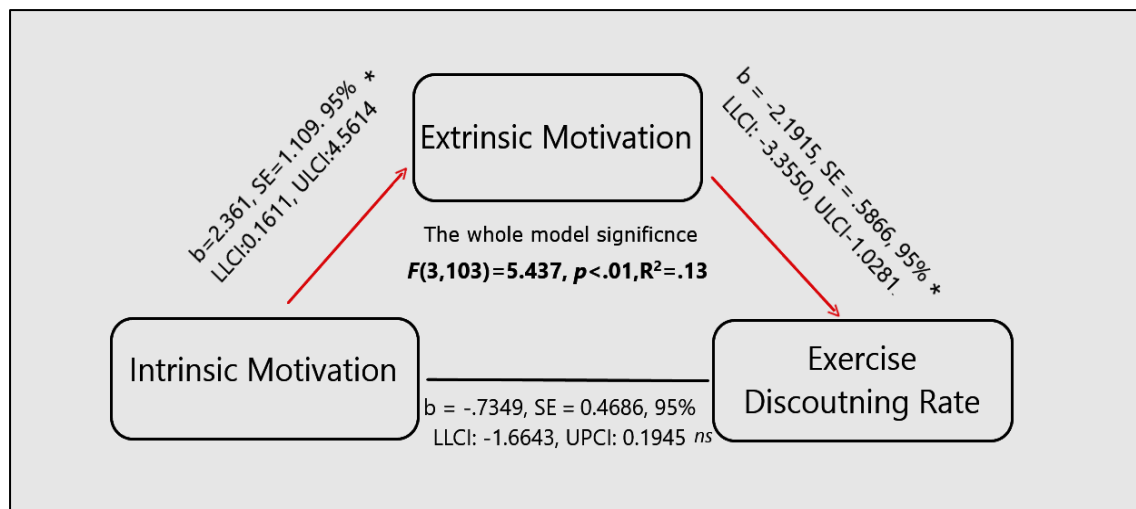 b=2.361, SE=1.109. 95% *
LLCI:0.1611, ULCI:4.5614
Extrinsic Motivation
b = -2.1915, SE = .5866, 95% *
LLCI: -3.3550, ULCI-1.0281.
The whole model significnce
F(3,103)=5.437, p<.01,R²=.13
Intrinsic Motivation
Exercise
Discoutning Rate
b = -.7349, SE = 0.4686, 95%
LLCI: -1.6643, UPCI: 0.1945 ns